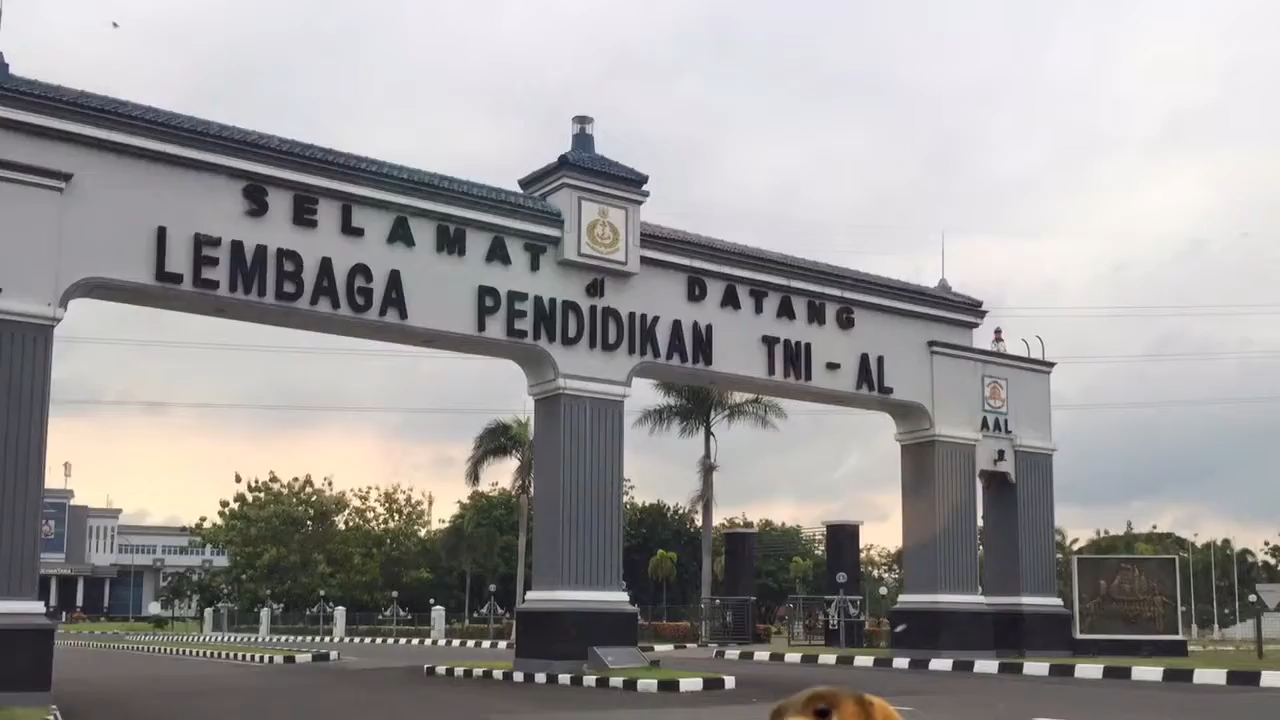 SELAMAT DATANG
di
LEMBAGA PENDIDIKAN TNI - AL
AAL